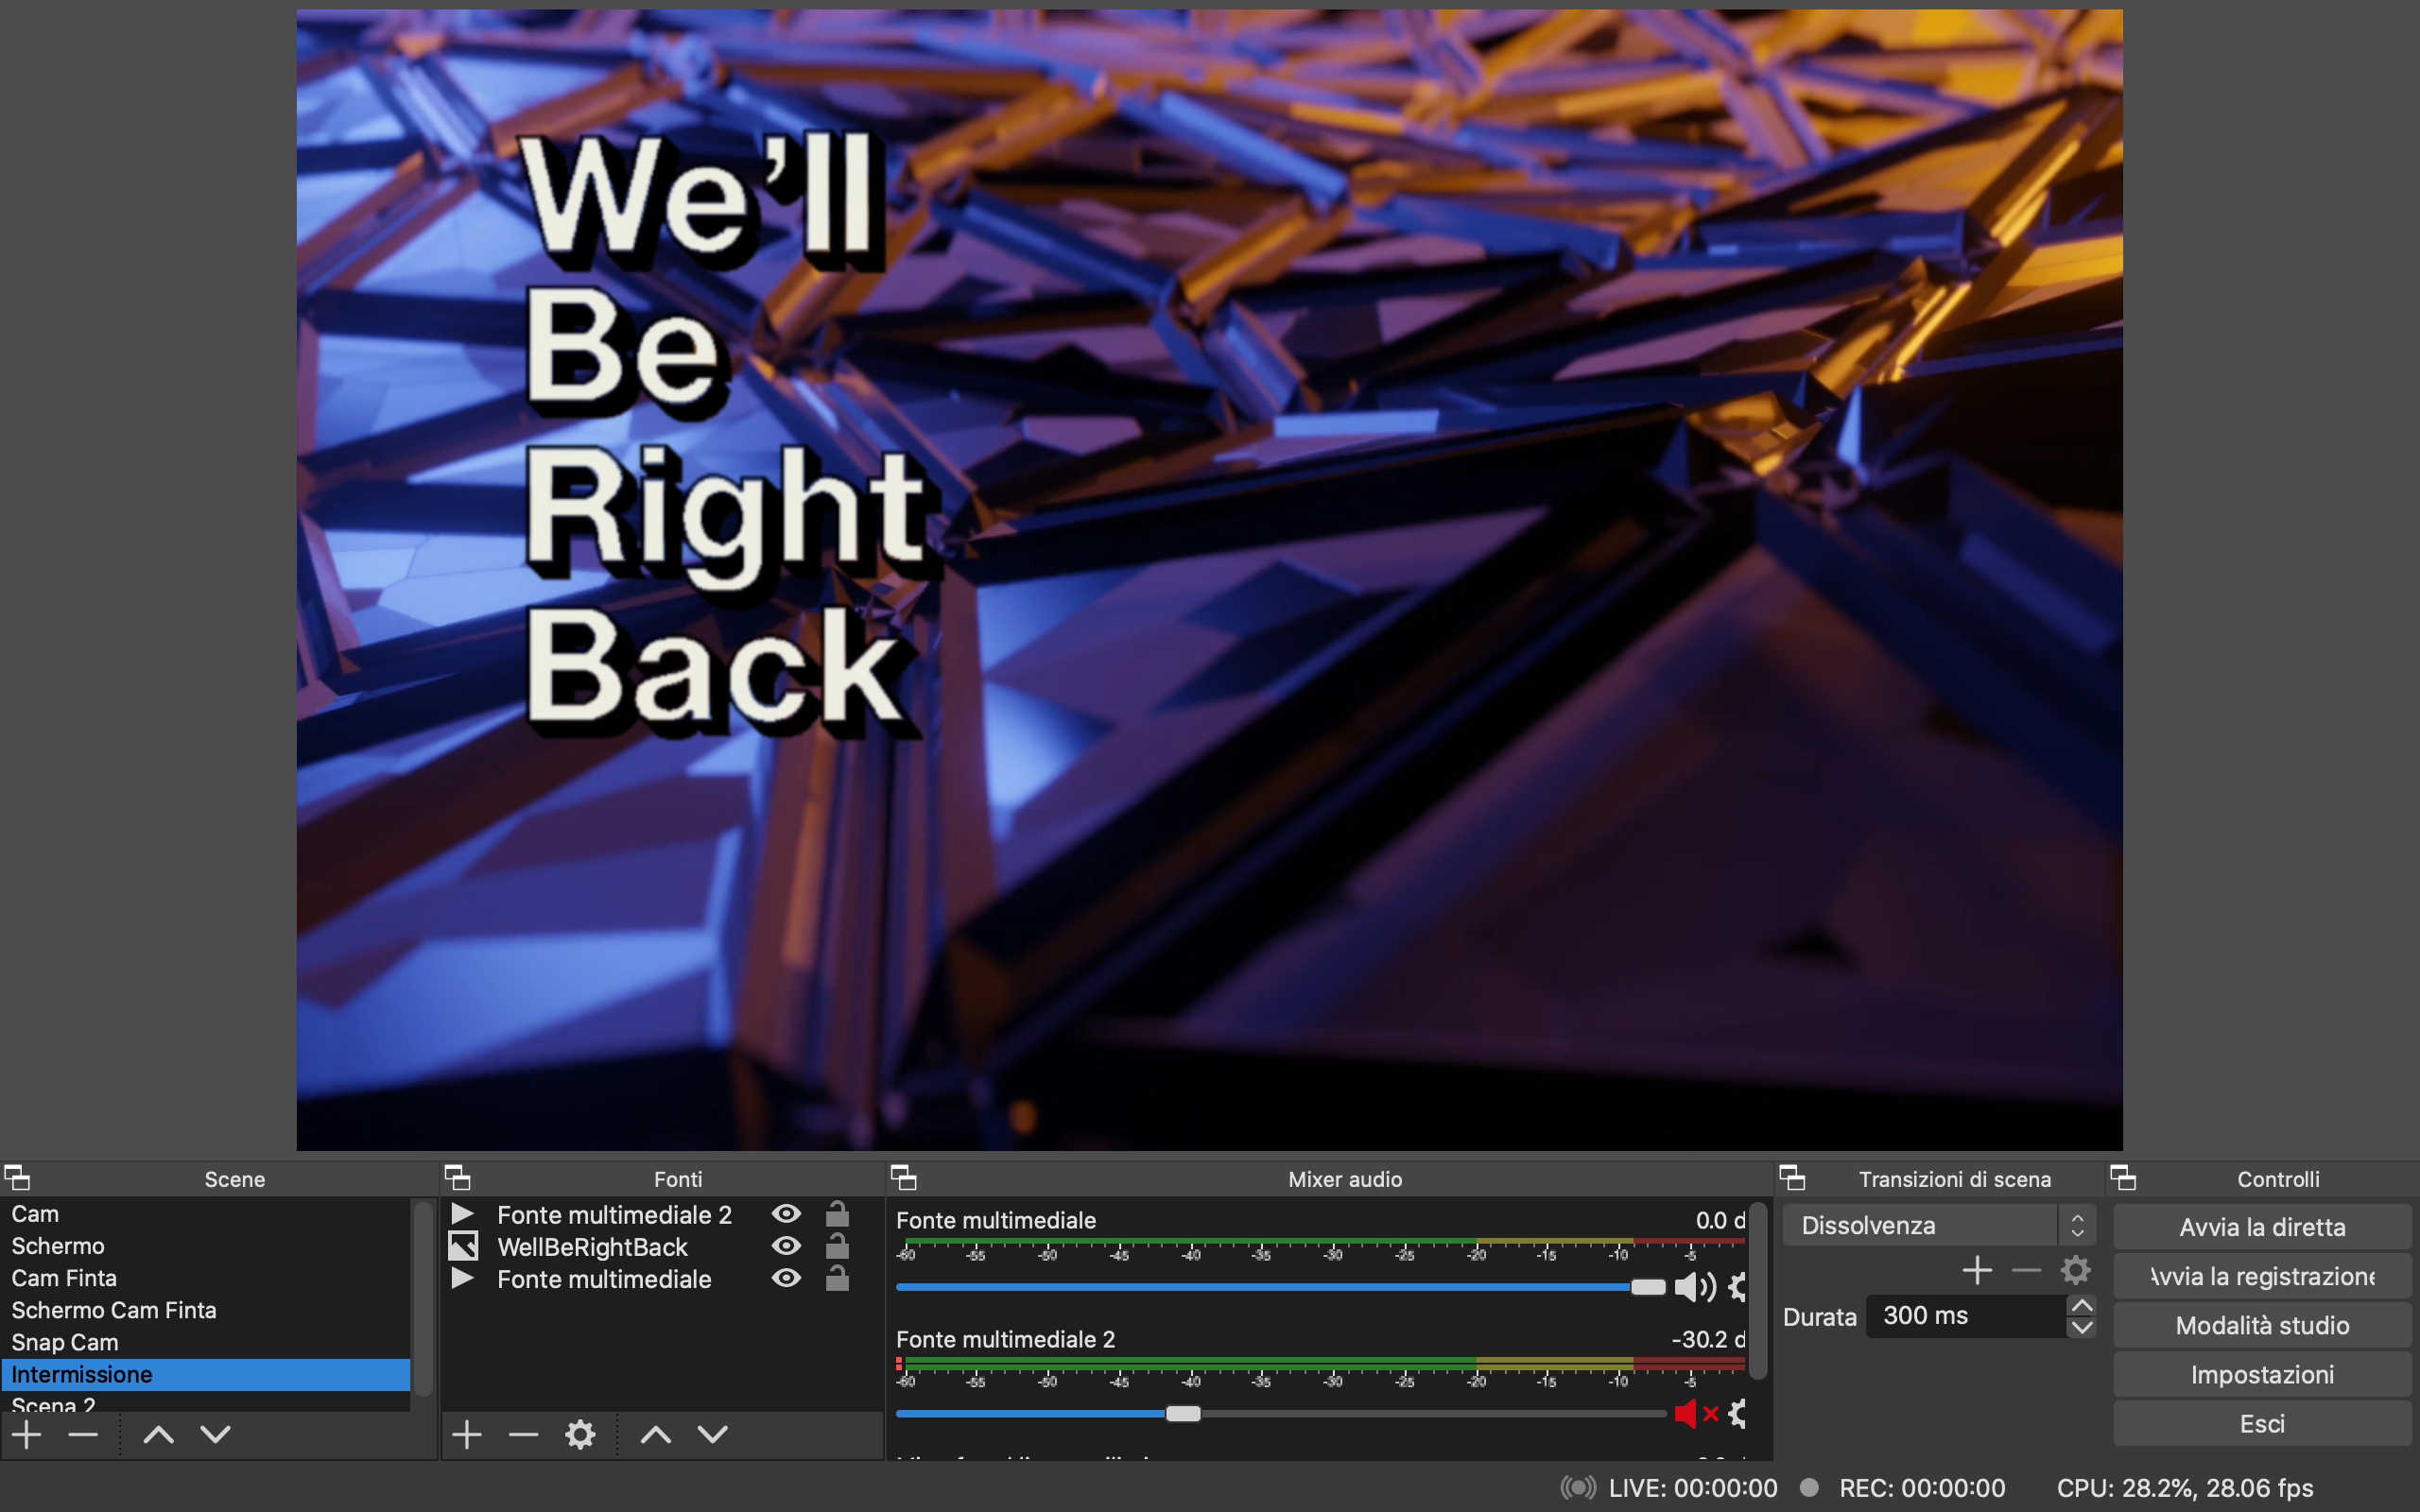 We'll
Be
Right
Back
Scene
Cam
Schermo
Cam Finta
Schermo Cam Finta
Snap Cam
Intermissione
Scena 2
Fonti
Fonte multimediale 2
WellBeRightBack
Fonte multimediale
Mixer audio
Fonte multimediale 0.0 d
-60 -55 -50 -45 -40 -35 -30 -25 -20 -15 -10 -5
Fonte multimediale 2 -30.2 d
-60 -55 -50 -45 -40 -35 -30 -25 -20 -15 -10 -5
Transizioni di scena
Dissolvenza
Durata 300 ms
Controlli
Avvia la diretta
Avvia la registrazione
Modalità studio
Impostazioni
Esci
LIVE: 00:00:00 REC: 00:00:00 CPU: 28.2%, 28.06 fps